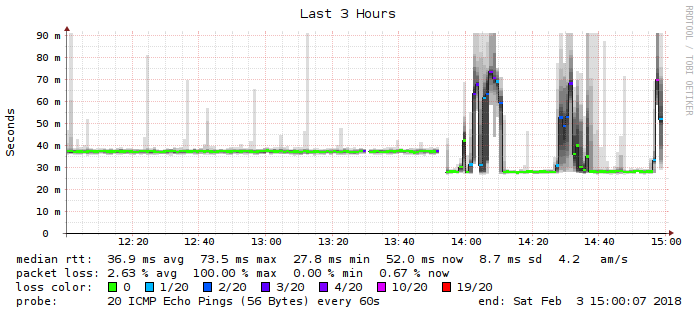 Last 3 Hours
RRDTOOL / TOBI OETIKER
Seconds
90 m
80 m
70 m
60 m
50 m
40 m
30 m
20 m
10 m
0
12:20 12:40 13:00 13:20 13:40 14:00 14:20 14:40 15:00
median rtt: 36.9 ms avg 73.5 ms max 27.8 ms min 52.0 ms now 8.7 ms sd 4.2 am/s
packet loss: 2.63 % avg 100.00 % max 0.00 % min 0.67 % now
loss color: 0 1/20 2/20 3/20 4/20 10/20 19/20
probe: 20 ICMP Echo Pings (56 Bytes) every 60s end: Sat Feb 3 15:00:07 2018